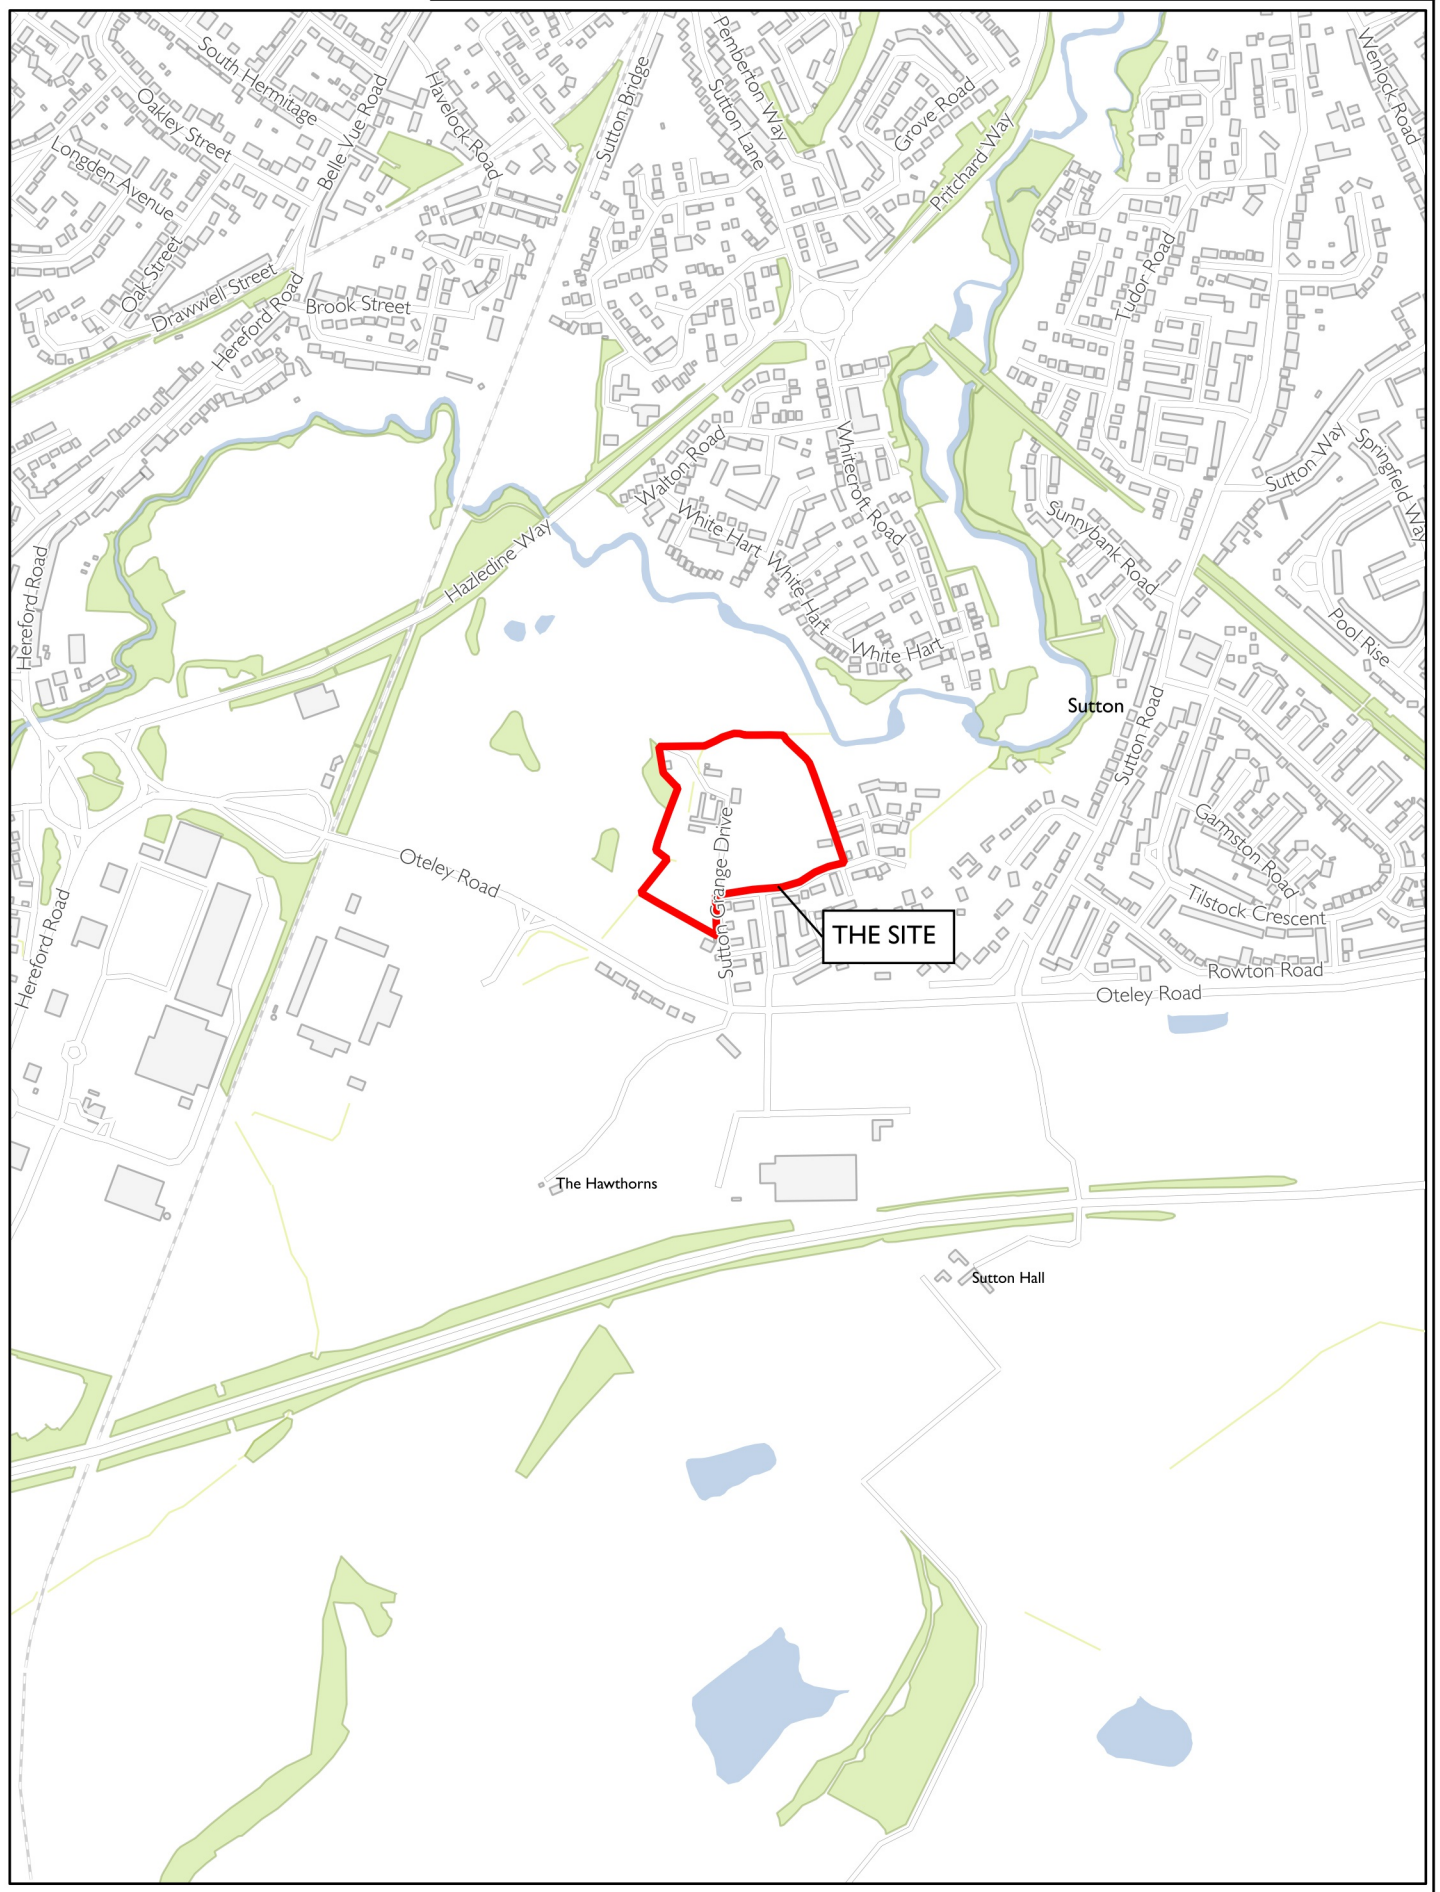 South Hermitage
Oakley Street
Longden Avenue
Belle Vue Road
Havelock Road
Sutton Bridge
Pemberton Way
Sutton Lane
Grove Road
Pritchard Way
Wenlock Road
Oak Street
Drawwell Street
Hereford Road
Brook Street
Tudor Road
Walton Road
Whitecroft Road
White Hart
White Hart
White Hart
Sutton Way
Springfield Way
Sunnybank Road
Hazledine Way
Hereford Road
Pool Rise
Sutton
Sutton Road
Garmston Road
Tilstock Crescent
Oteley Road
Sutton Grange Drive
THE SITE
Hereford Road
Rowton Road
Oteley Road
The Hawthorns
Sutton Hall